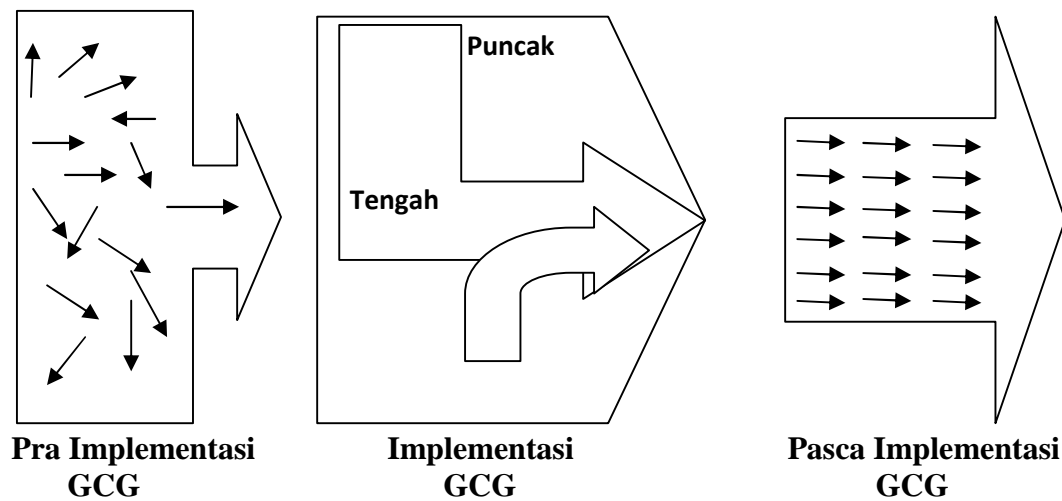 Puncak
Tengah
Pra Implementasi
GCG
Implementasi
GCG
Pasca Implementasi
GCG